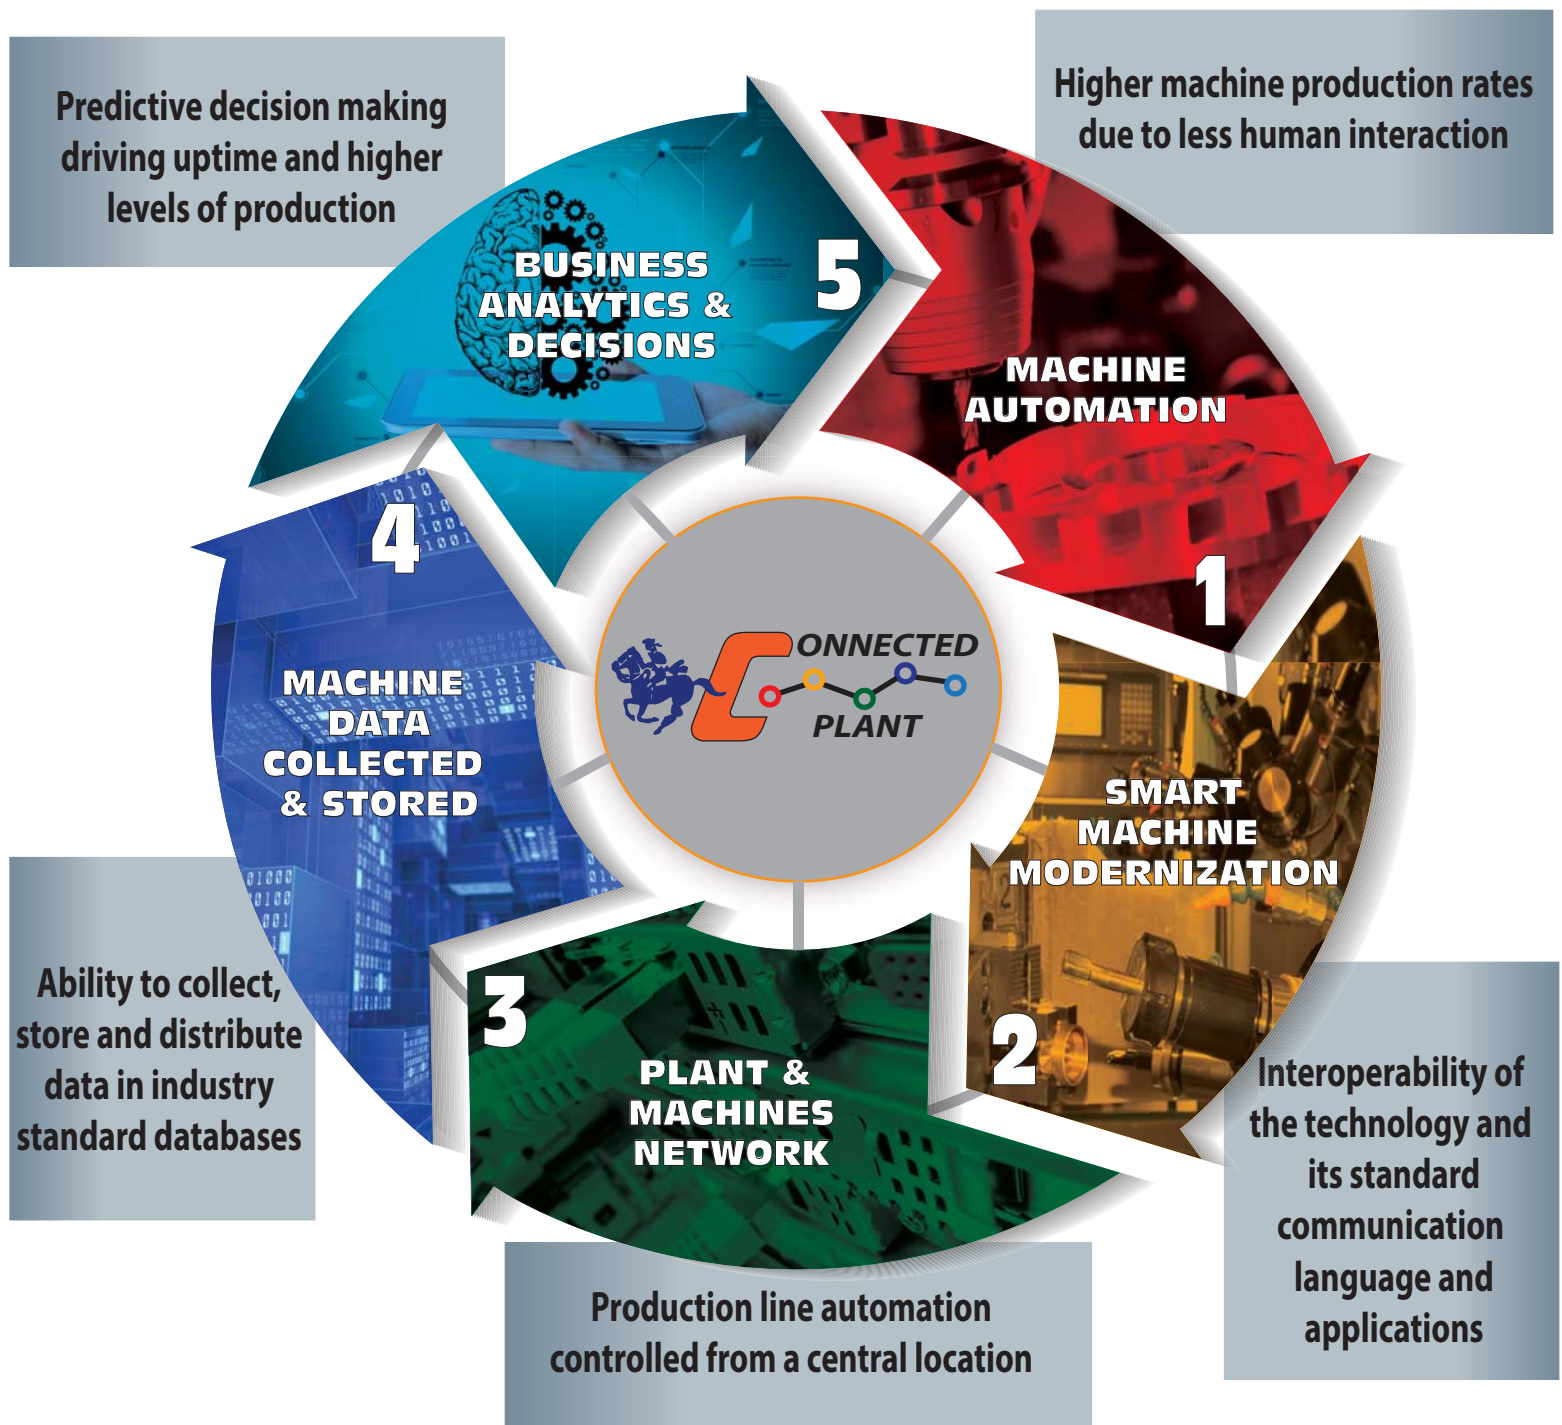 Predictive decision making
driving uptime and higher
levels of production
Higher machine production rates
due to less human interaction
BUSINESS
ANALYTICS &
DECISIONS
5
MACHINE
AUTOMATION
1
4
MACHINE
DATA
COLLECTED
& STORED
CONNECTED
PLANT
SMART
MACHINE
MODERNIZATION
2
3
PLANT &
MACHINES
NETWORK
Ability to collect,
store and distribute
data in industry
standard databases
Interoperability of
the technology and
its standard
communication
language and
applications
Production line automation
controlled from a central location